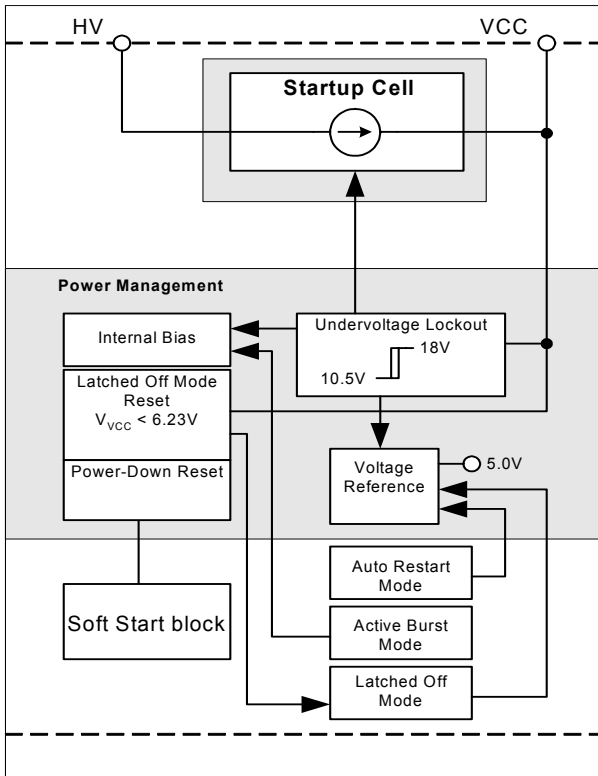 HV VCC
Startup Cell
Power Management
Internal Bias
Undervoltage Lockout
18V
10.5V
Latched Off Mode
Reset
V_VCC < 6.23V
Power-Down Reset
Voltage
Reference
5.0V
Auto Restart
Mode
Soft Start block
Active Burst
Mode
Latched Off
Mode